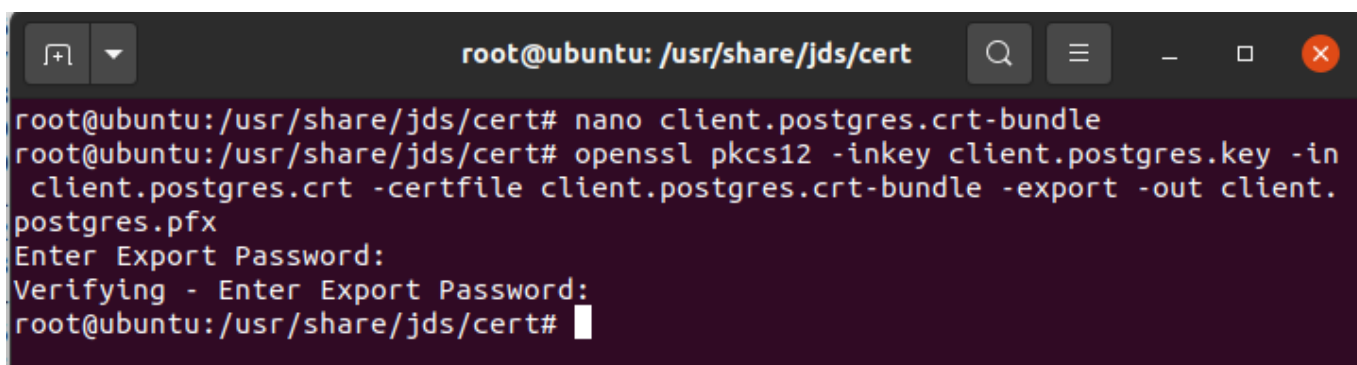 root@ubuntu: /usr/share/jds/cert
root@ubuntu:/usr/share/jds/cert# nano client.postgres.crt-bundle
root@ubuntu:/usr/share/jds/cert# openssl pkcs12 -inkey client.postgres.key -in
 client.postgres.crt -certfile client.postgres.crt-bundle -export -out client.
postgres.pfx
Enter Export Password:
Verifying - Enter Export Password:
root@ubuntu:/usr/share/jds/cert#